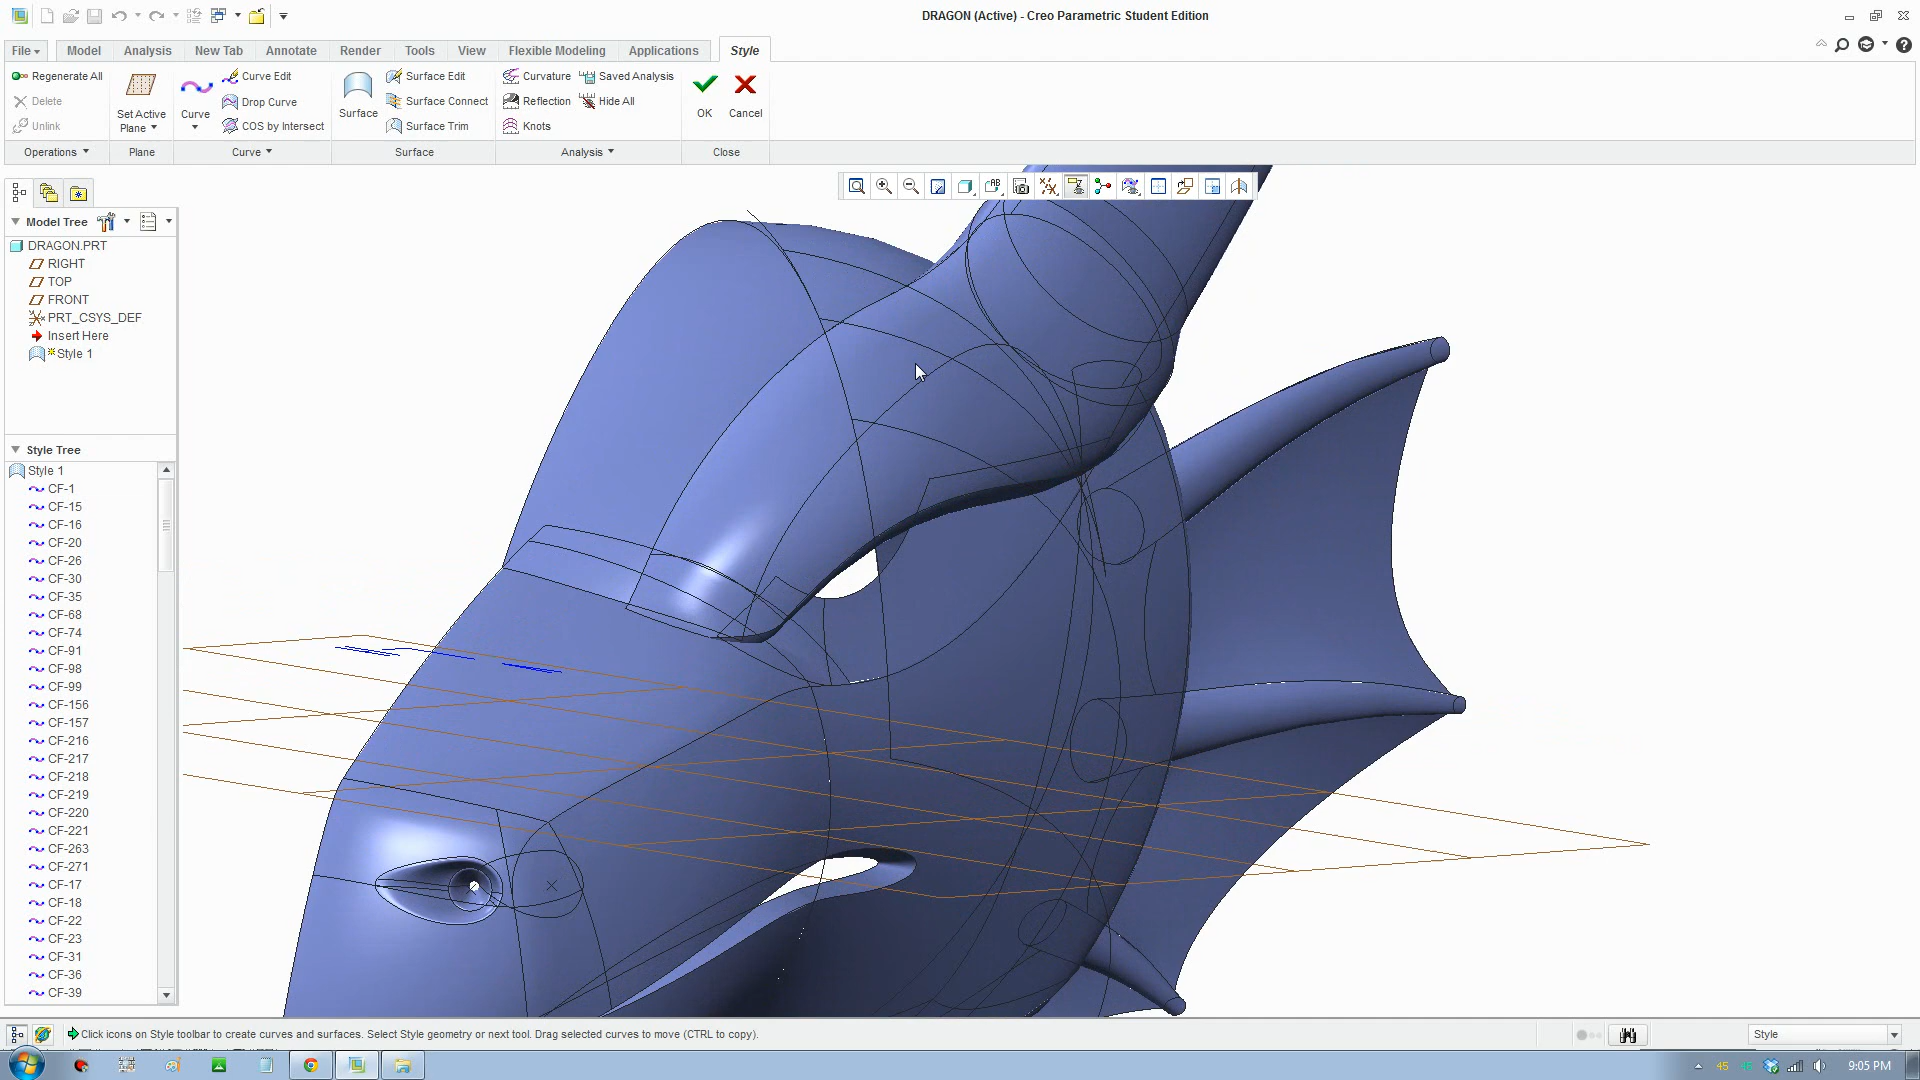 DRAGON (Active) - Creo Parametric Student Edition
File Model Analysis New Tab Annotate Render Tools View Flexible Modeling Applications Style
Regenerate All
Delete
Unlink
Set Active
Plane
Curve
Curve Edit
Drop Curve
COS by Intersect
Surface
Surface Edit
Surface Connect
Surface Trim
Curvature
Saved Analysis
Reflection
Hide All
Knots
OK
Cancel
Operations Plane Curve Surface Analysis Close
Model Tree
DRAGON.PRT
RIGHT
TOP
FRONT
PRT_CSYS_DEF
Insert Here
Style 1
Style Tree
Style 1
CF-1
CF-15
CF-16
CF-20
CF-26
CF-30
CF-35
CF-68
CF-74
CF-91
CF-98
CF-99
CF-156
CF-157
CF-216
CF-217
CF-218
CF-219
CF-220
CF-221
CF-263
CF-271
CF-17
CF-18
CF-22
CF-23
CF-31
CF-36
CF-39
Click icons on Style toolbar to create curves and surfaces. Select Style geometry or next tool. Drag selected curves to move (CTRL to copy).
Style
45
9:05 PM